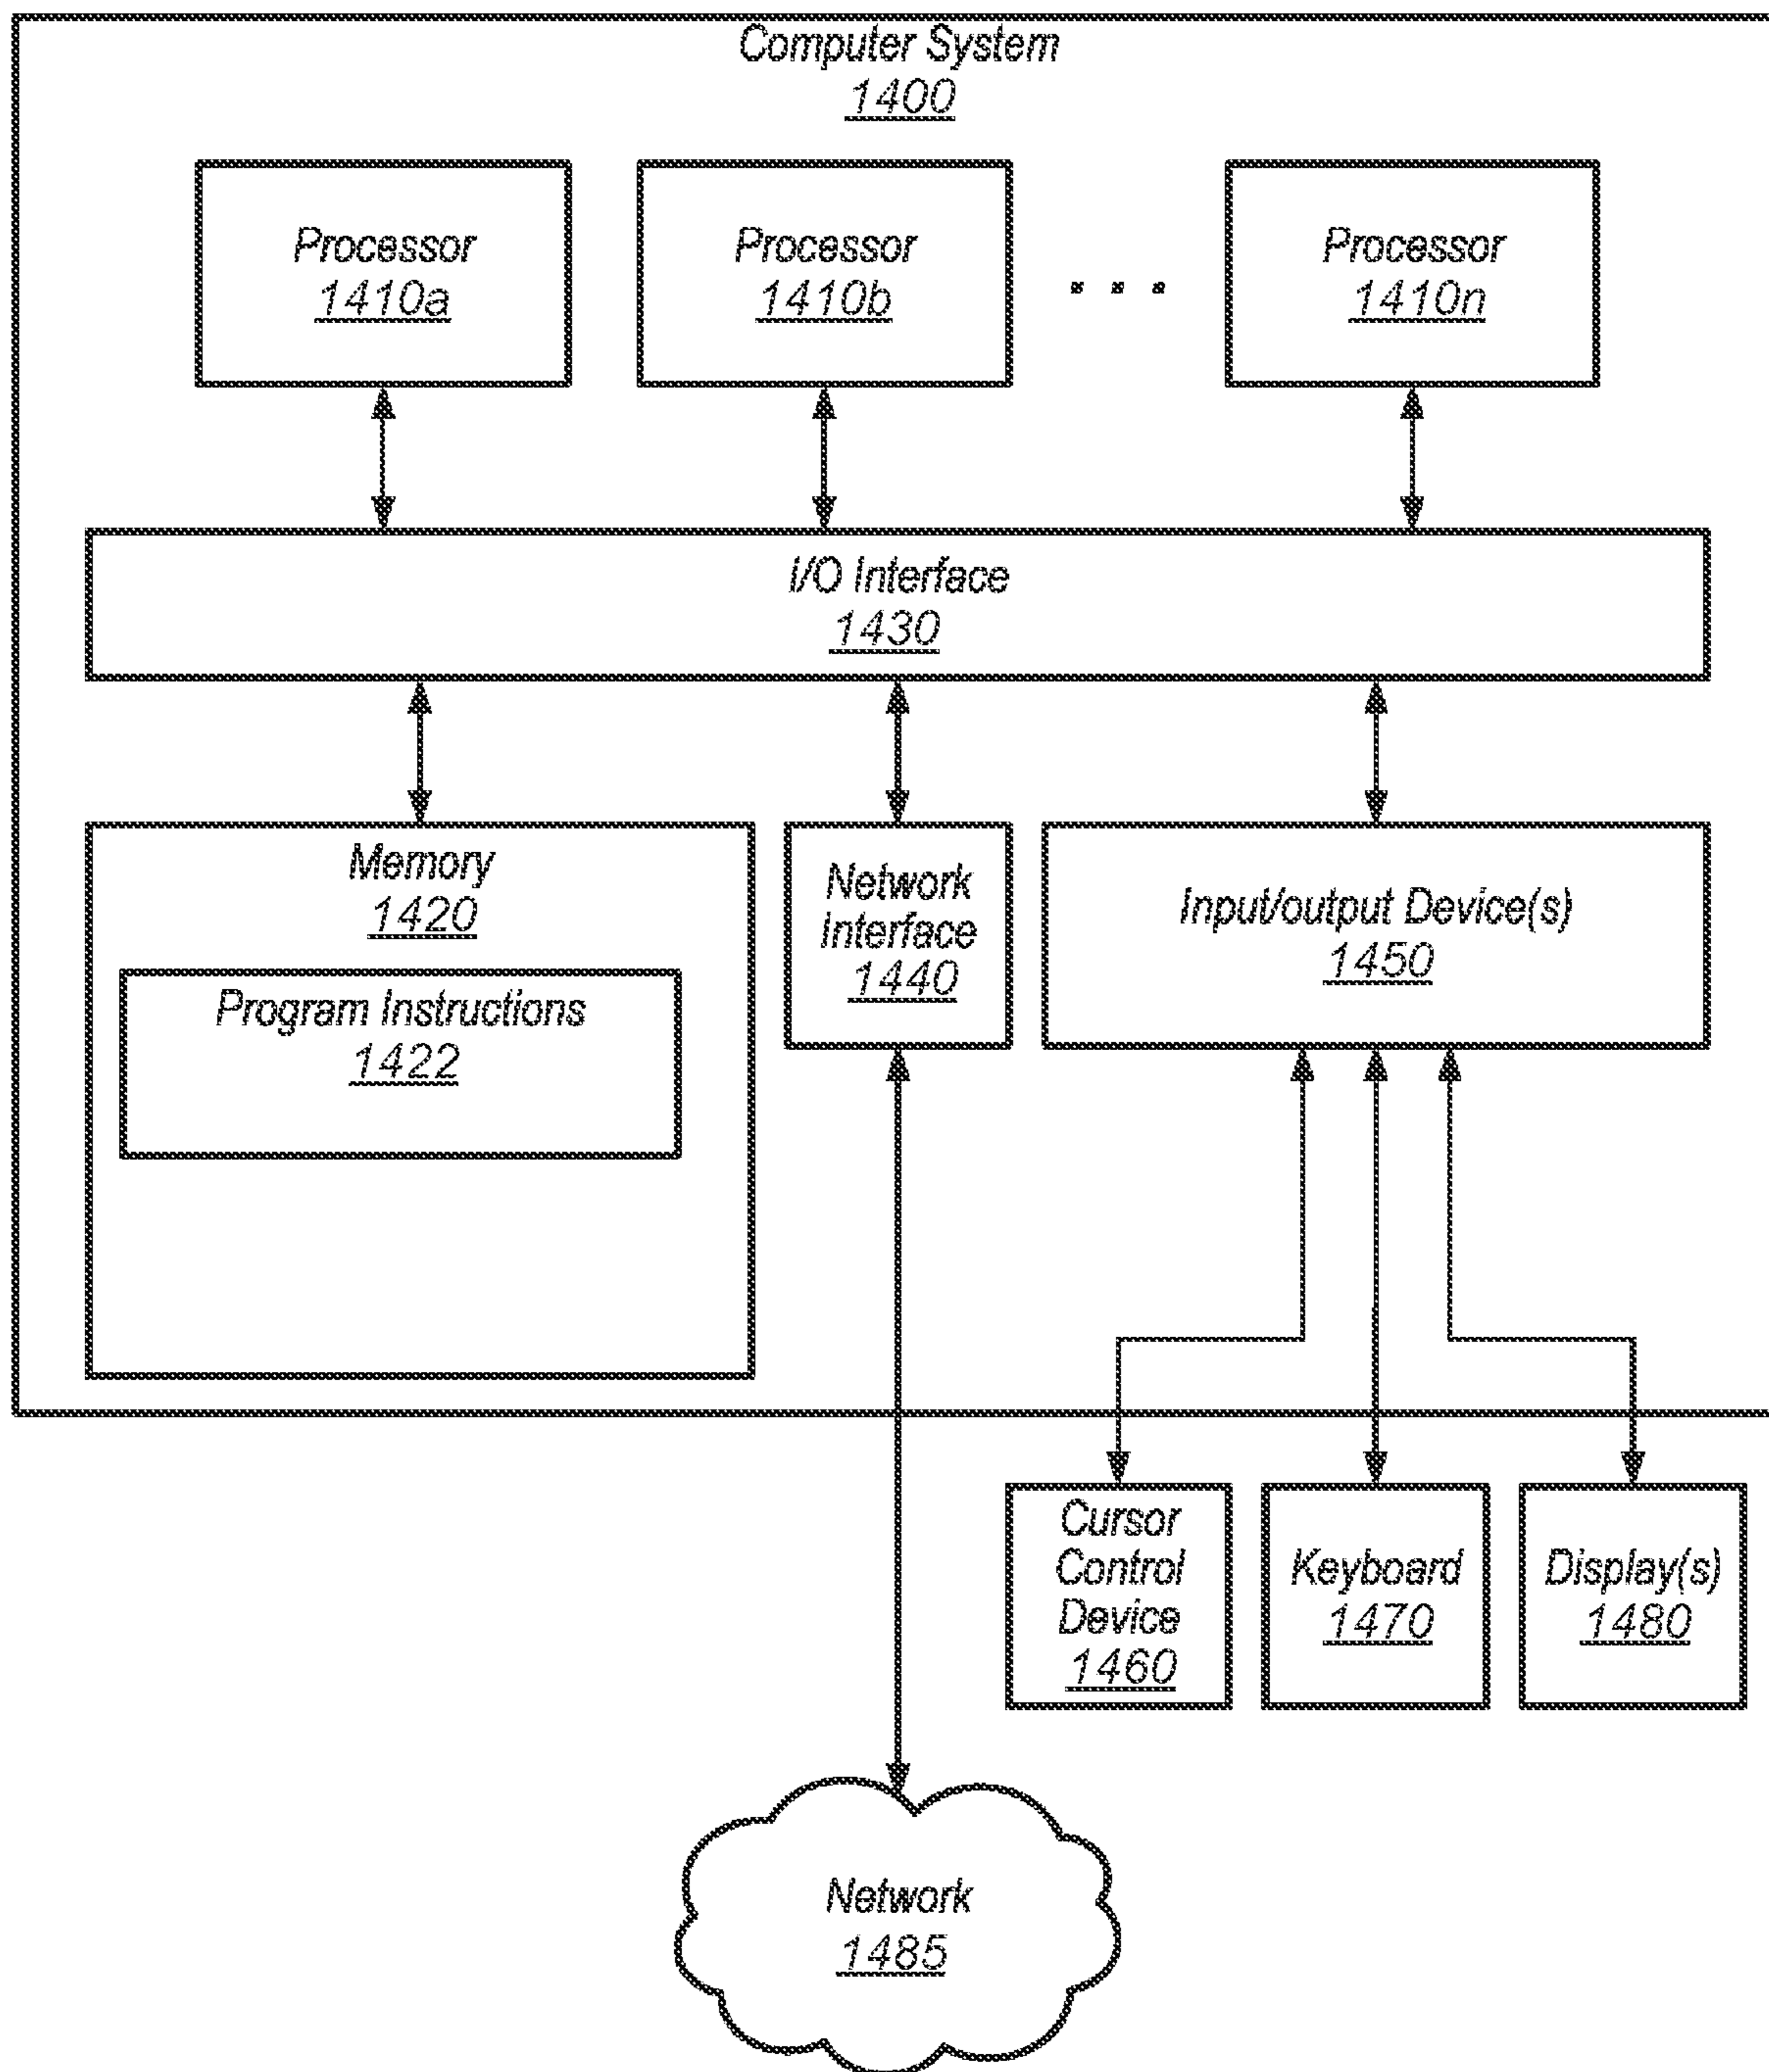 Computer System
1400
Processor
1410a
Processor
1410b
. . .
Processor
1410n
I/O Interface
1430
Memory
1420
Program Instructions
1422
Network
Interface
1440
Input/output Device(s)
1450
Cursor
Control
Device
1460
Keyboard
1470
Display(s)
1480
Network
1485